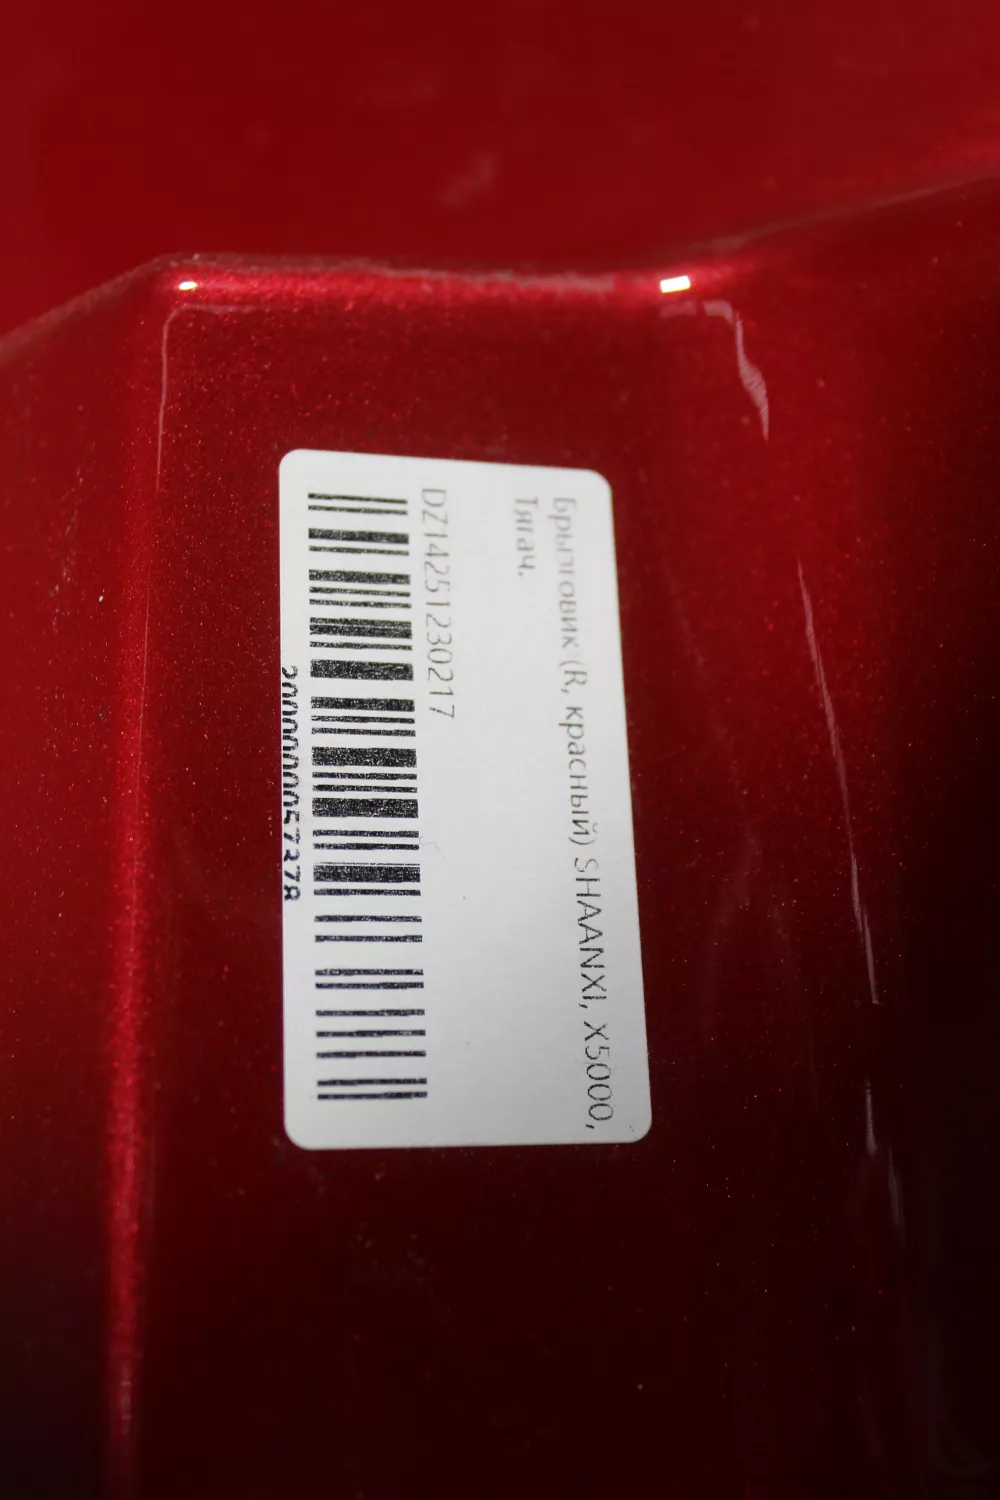 Брызговик (R, красный) SHAANXI, X5000,
Тягач.
DZ14251230217